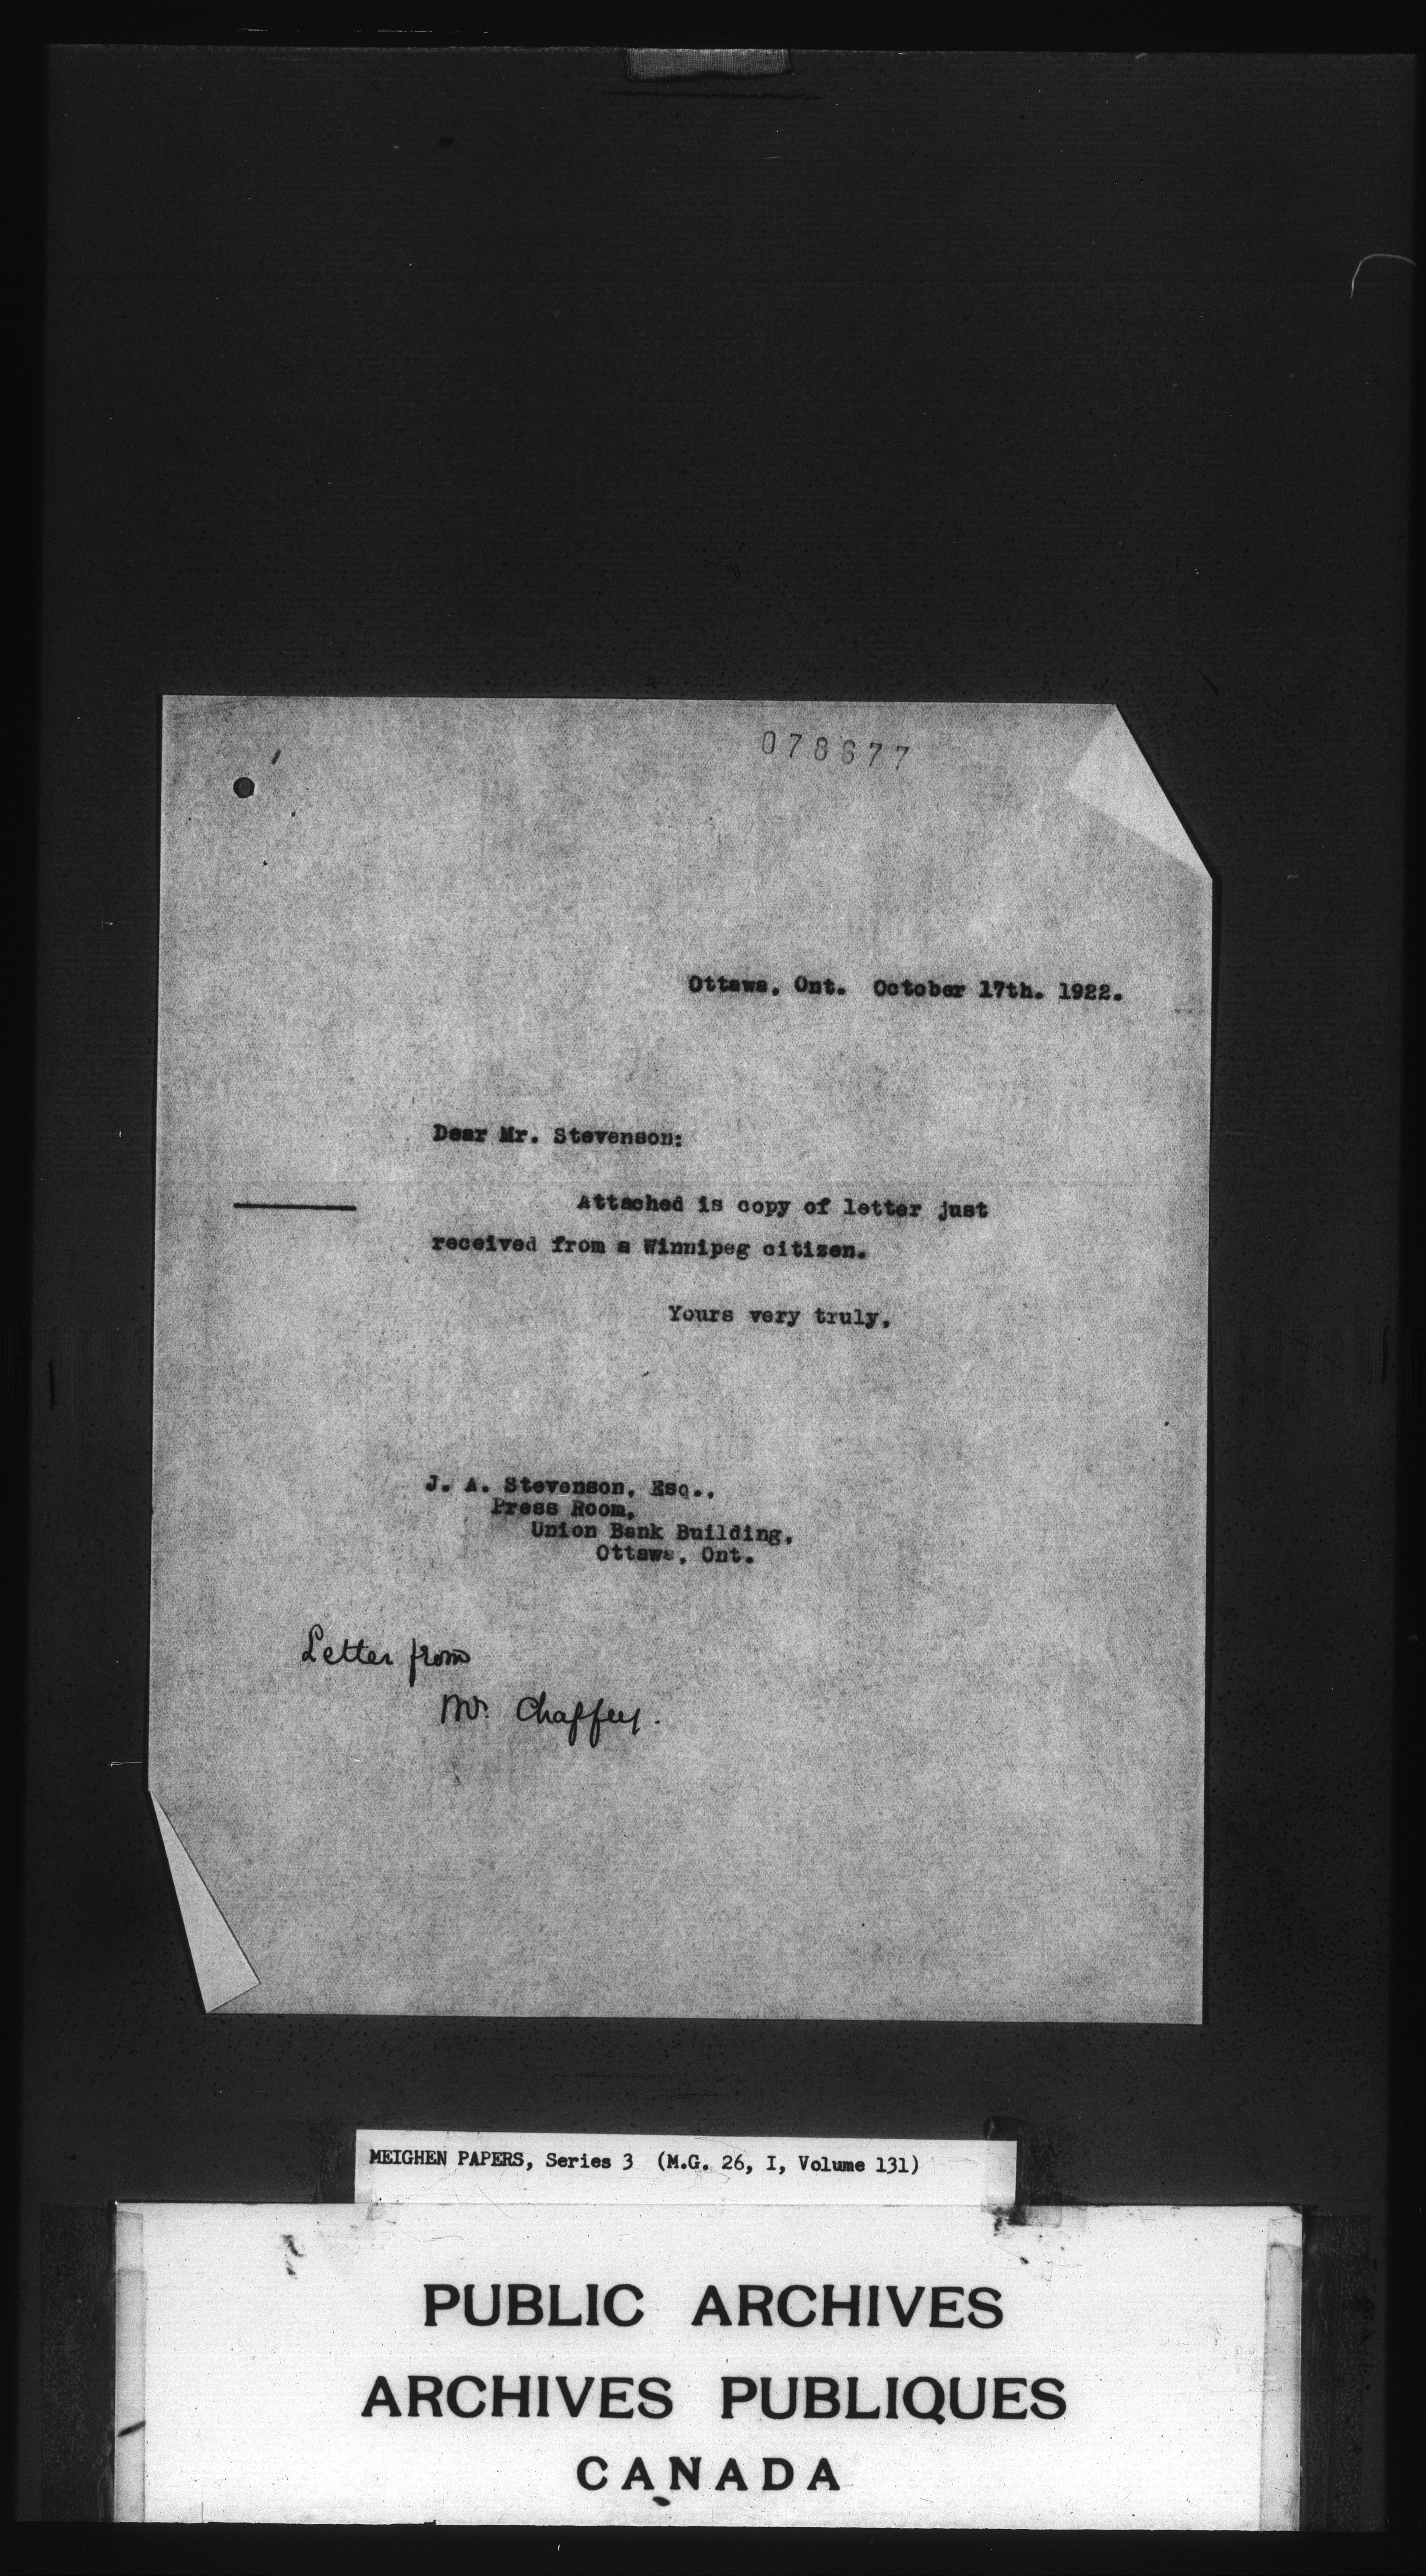 078677
Ottawa, Ont. October 17th. 1922.
Dear Mr. Stevenson:
Attached is copy of letter just
received from a Winnipeg citizen.
Yours very truly,
J. A. Stevenson, Esq.,
Press Room,
Union Bank Building,
Ottawa, Ont.
Letter from
Mr. Chaffey.
MEIGHEN PAPERS, Series 3 (M.G. 26, I, Volume 131)
PUBLIC ARCHIVES
ARCHIVES PUBLIQUES
CANADA